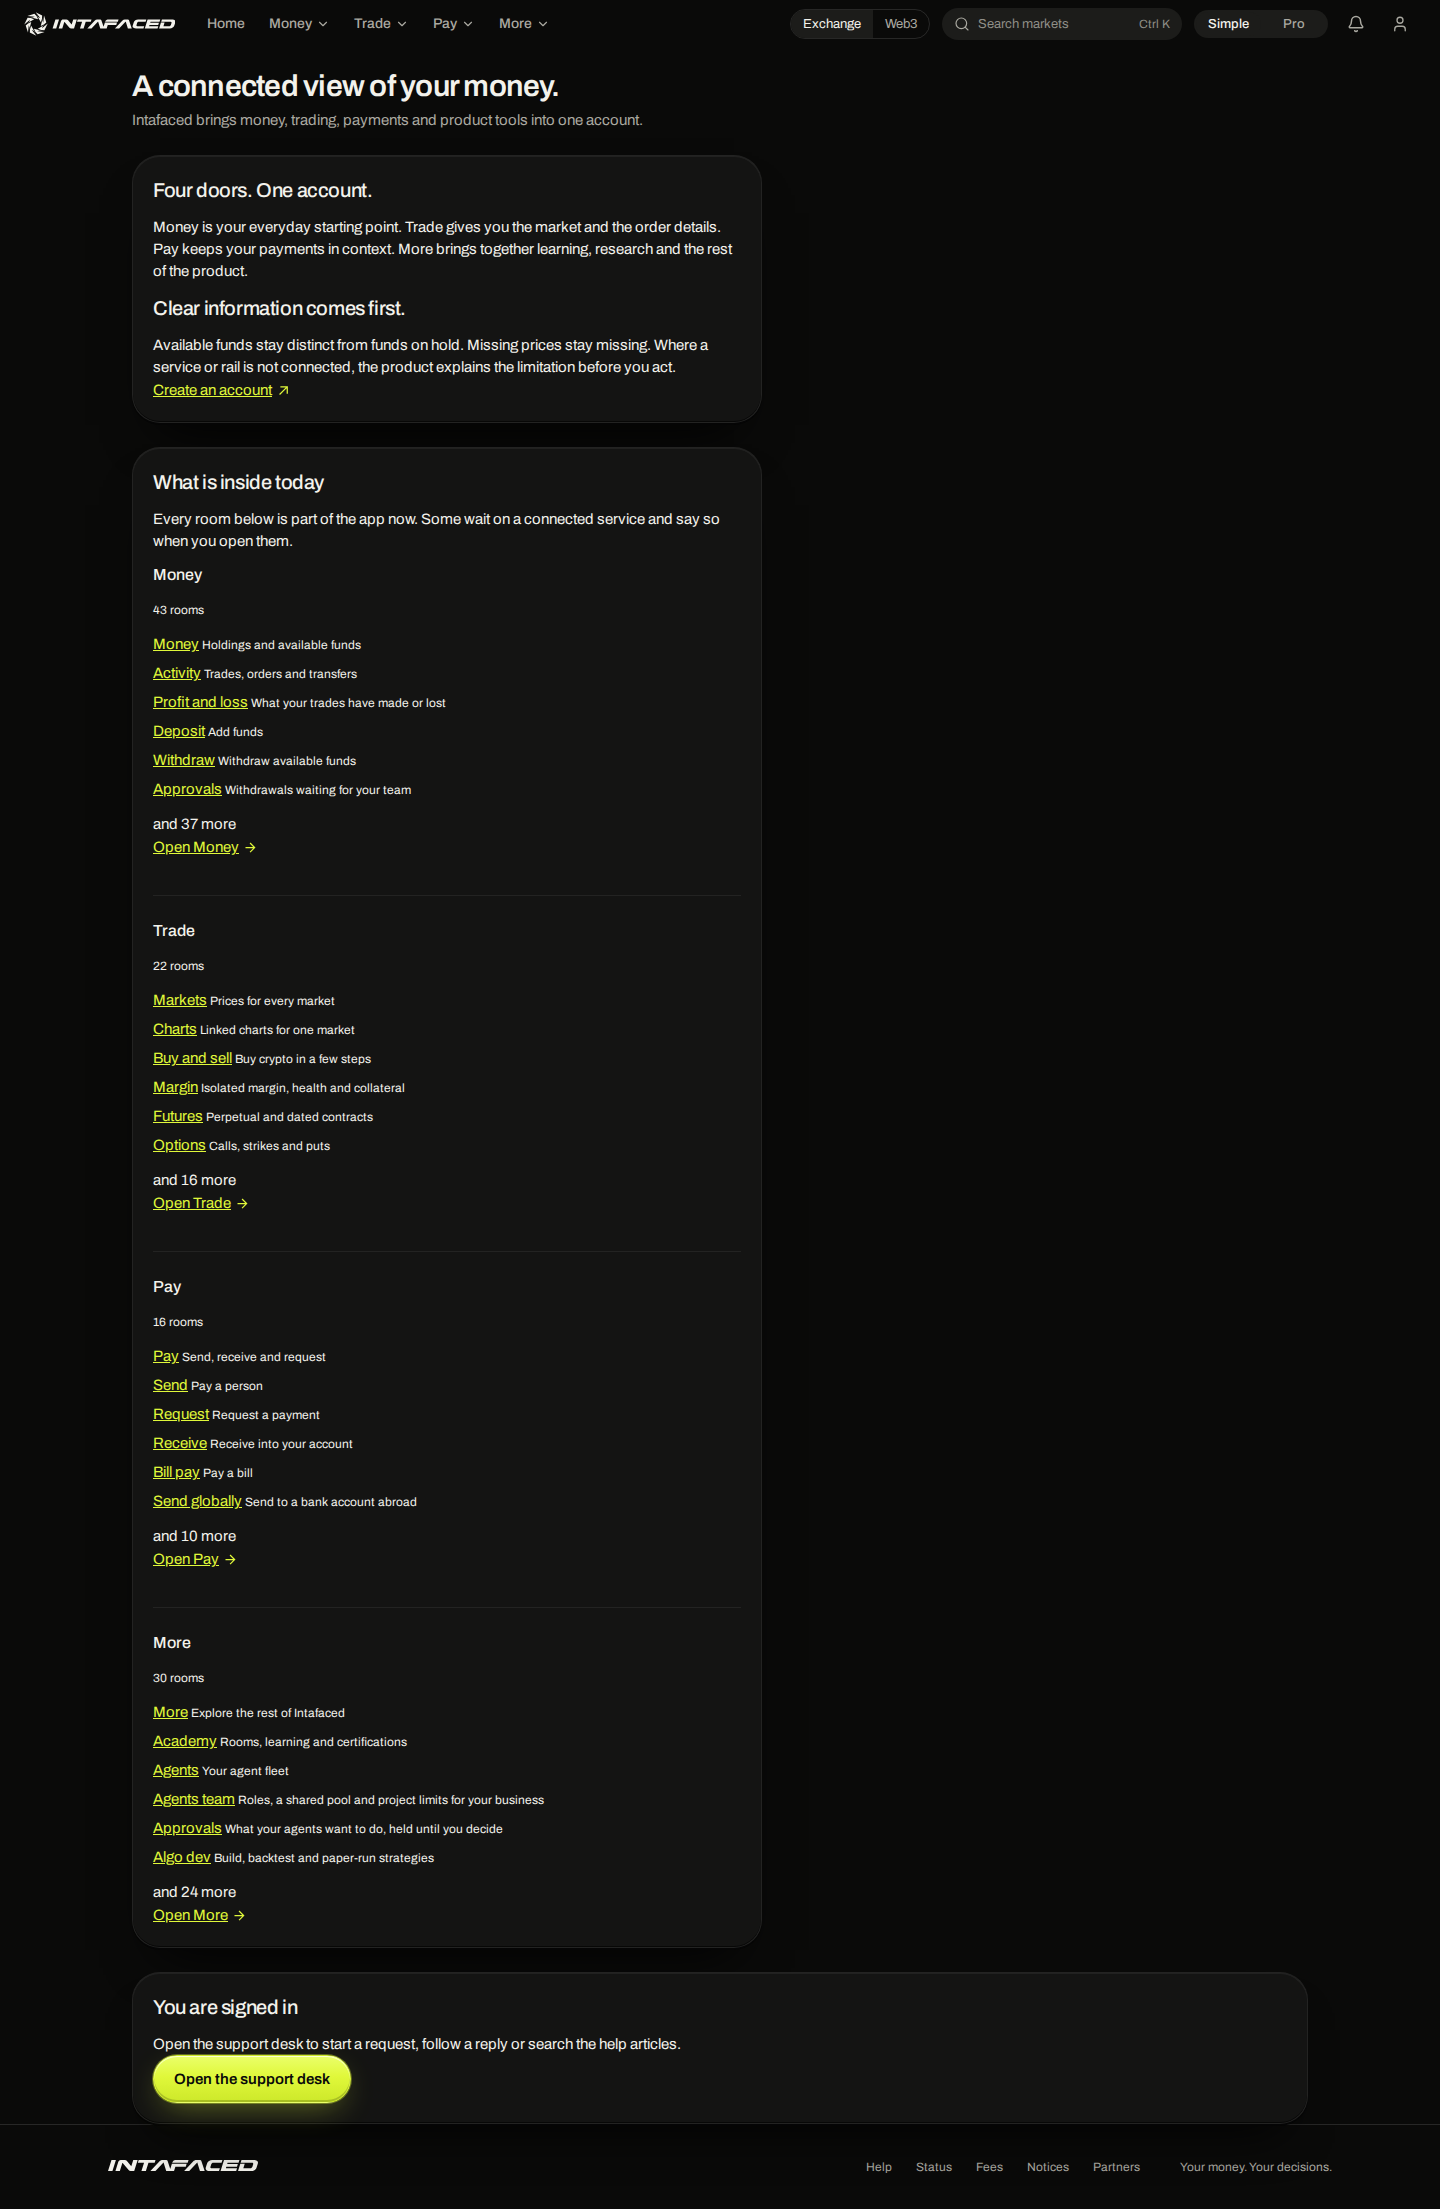 INTAFACED Home Money Trade Pay More Exchange Web3 Search markets Ctrl K Simple Pro
A connected view of your money.
Intafaced brings money, trading, payments and product tools into one account.
Four doors. One account.
Money is your everyday starting point. Trade gives you the market and the order details.
Pay keeps your payments in context. More brings together learning, research and the rest
of the product.
Clear information comes first.
Available funds stay distinct from funds on hold. Missing prices stay missing. Where a
service or rail is not connected, the product explains the limitation before you act.
Create an account
What is inside today
Every room below is part of the app now. Some wait on a connected service and say so
when you open them.
Money
43 rooms
Money Holdings and available funds
Activity Trades, orders and transfers
Profit and loss What your trades have made or lost
Deposit Add funds
Withdraw Withdraw available funds
Approvals Withdrawals waiting for your team
and 37 more
Open Money →
Trade
22 rooms
Markets Prices for every market
Charts Linked charts for one market
Buy and sell Buy crypto in a few steps
Margin Isolated margin, health and collateral
Futures Perpetual and dated contracts
Options Calls, strikes and puts
and 16 more
Open Trade →
Pay
16 rooms
Pay Send, receive and request
Send Pay a person
Request Request a payment
Receive Receive into your account
Bill pay Pay a bill
Send globally Send to a bank account abroad
and 10 more
Open Pay →
More
30 rooms
More Explore the rest of Intafaced
Academy Rooms, learning and certifications
Agents Your agent fleet
Agents team Roles, a shared pool and project limits for your business
Approvals What your agents want to do, held until you decide
Algo dev Build, backtest and paper-run strategies
and 24 more
Open More →
You are signed in
Open the support desk to start a request, follow a reply or search the help articles.
Open the support desk
INTAFACED Help Status Fees Notices Partners Your money. Your decisions.